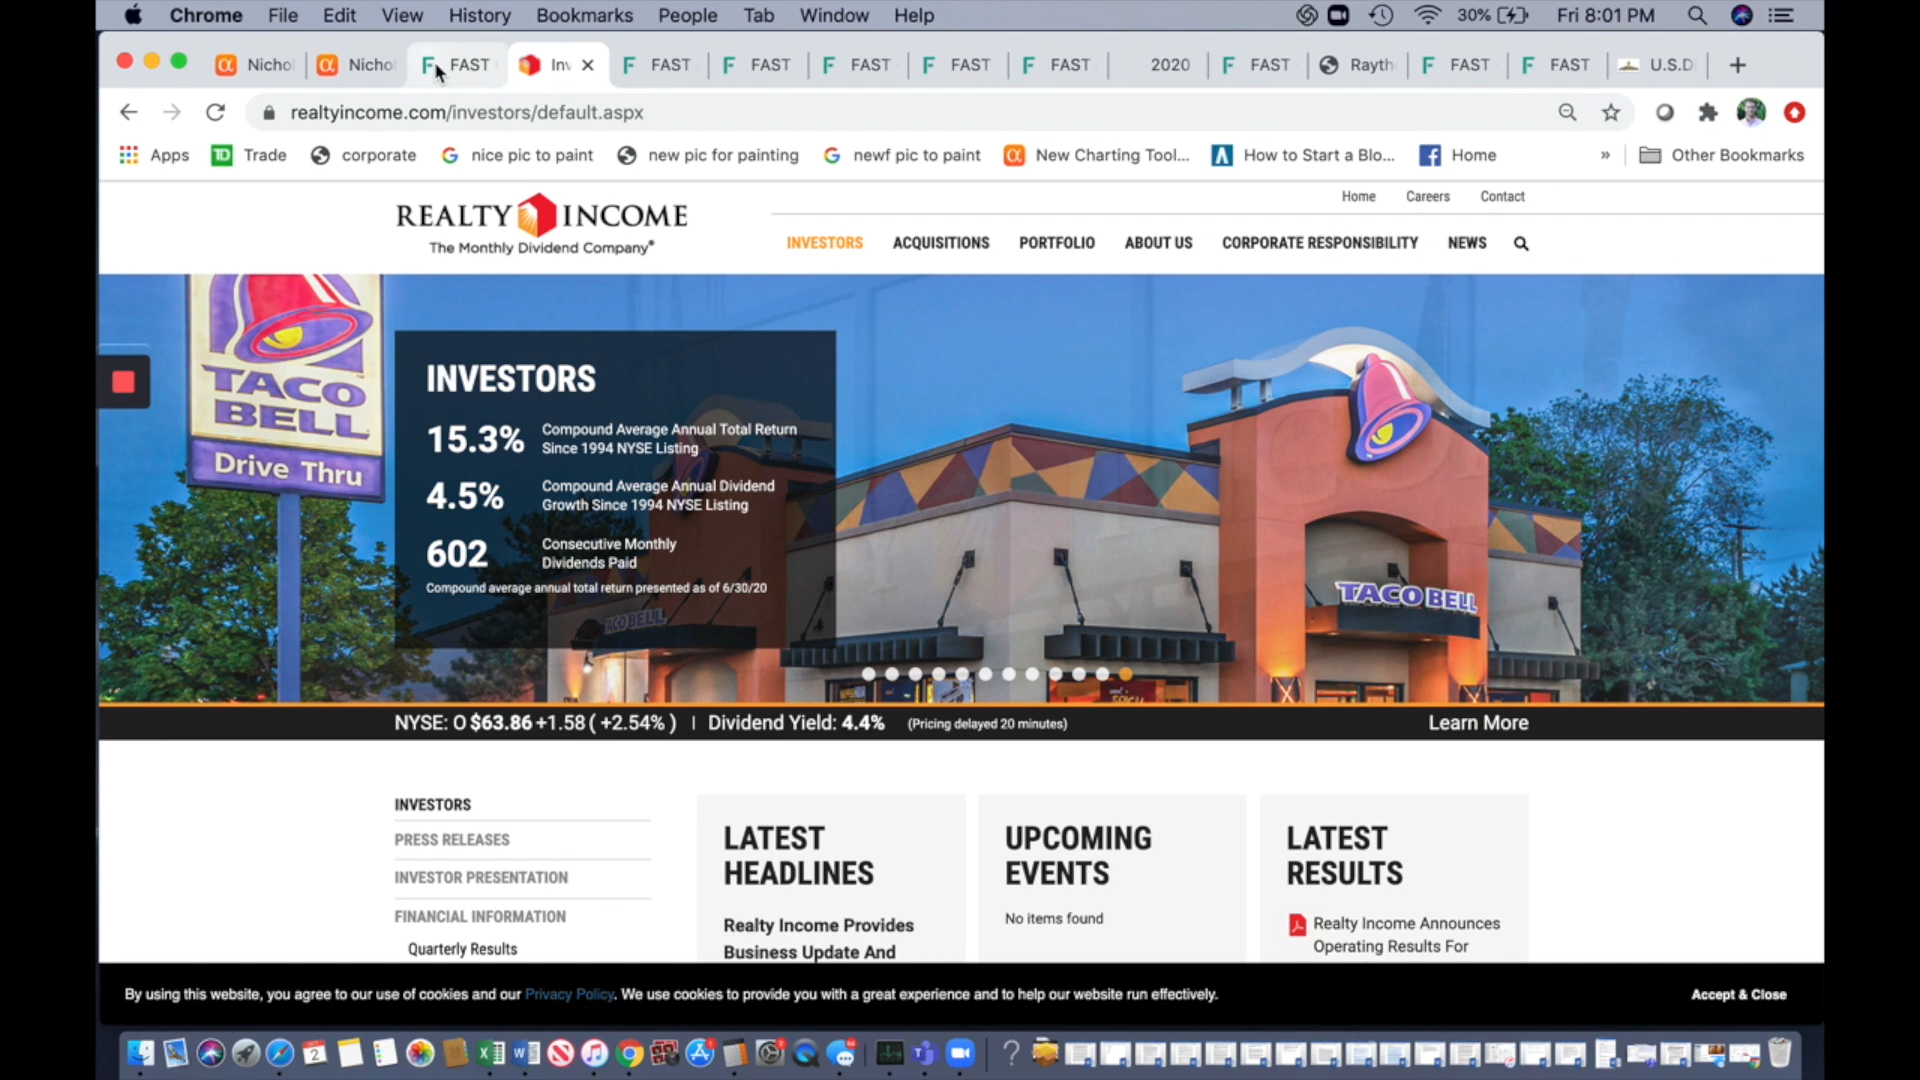 Chrome File Edit View History Bookmarks People Tab Window Help 30% Fri 8:01 PM
Nichol Nichol FAST Inv FAST FAST FAST FAST FAST 2020 FAST Rayth FAST FAST U.S.D
realtyincome.com/investors/default.aspx
Apps Trade corporate nice pic to paint new pic for painting newf pic to paint New Charting Tool... How to Start a Blo... Home » Other Bookmarks
Home Careers Contact
REALTY INCOME
The Monthly Dividend Company®
INVESTORS ACQUISITIONS PORTFOLIO ABOUT US CORPORATE RESPONSIBILITY NEWS
TACO
BELL
Drive Thru
INVESTORS
15.3% Compound Average Annual Total Return
Since 1994 NYSE Listing
4.5% Compound Average Annual Dividend
Growth Since 1994 NYSE Listing
602 Consecutive Monthly
Dividends Paid
Compound average annual total return presented as of 6/30/20
TACO BELL
TACO BELL
NYSE: O $63.86 +1.58 ( +2.54% ) | Dividend Yield: 4.4% (Pricing delayed 20 minutes) Learn More
INVESTORS
PRESS RELEASES
INVESTOR PRESENTATION
FINANCIAL INFORMATION
Quarterly Results
LATEST
HEADLINES
Realty Income Provides
Business Update And
UPCOMING
EVENTS
No items found
LATEST
RESULTS
Realty Income Announces
Operating Results For
By using this website, you agree to our use of cookies and our Privacy Policy. We use cookies to provide you with a great experience and to help our website run effectively. Accept & Close